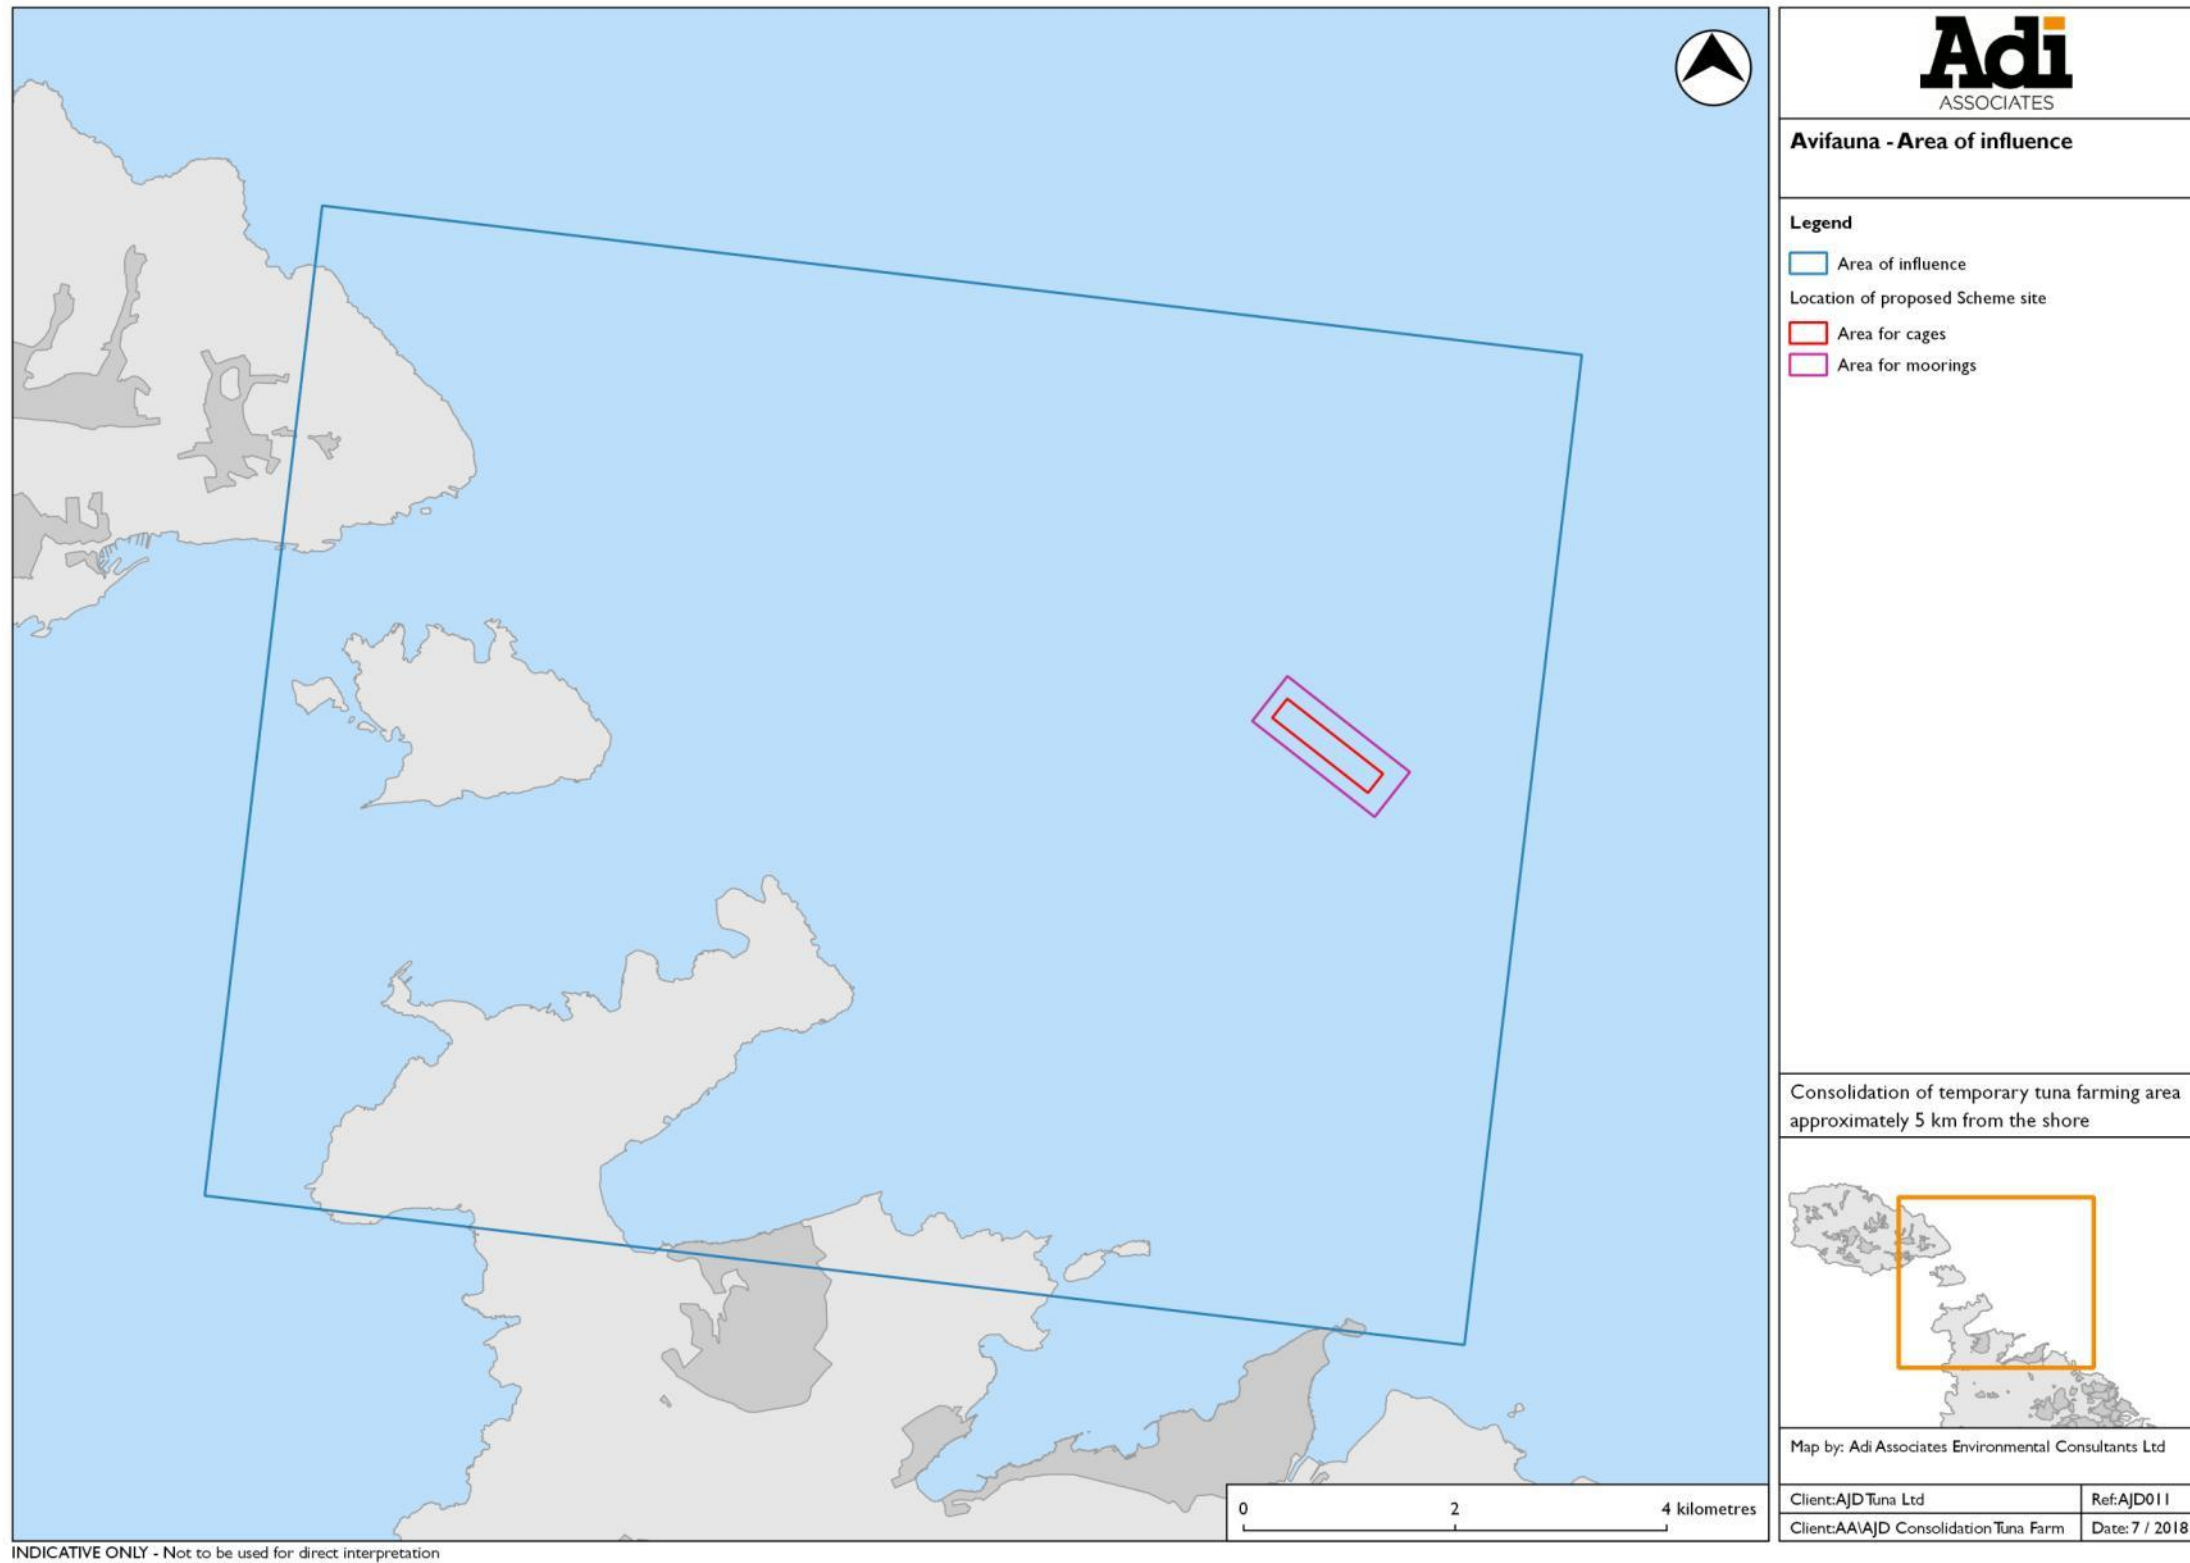 Adi
ASSOCIATES
Avifauna - Area of influence
Legend
Area of influence
Location of proposed Scheme site
Area for cages
Area for moorings
Consolidation of temporary tuna farming area
approximately 5 km from the shore
Map by: Adi Associates Environmental Consultants Ltd
Client:AJD Tuna Ltd
Ref:AJD011
Client:AA\AJD Consolidation Tuna Farm
Date: 7 / 2018
0 2 4 kilometres
INDICATIVE ONLY - Not to be used for direct interpretation